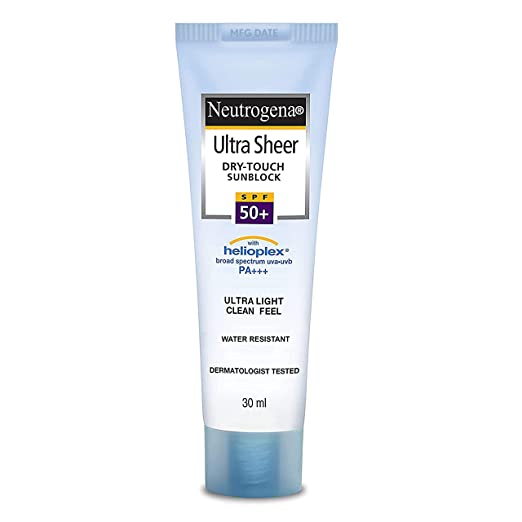 MFG DATE
Neutrogena®
Ultra Sheer
DRY-TOUCH
SUNBLOCK
SPF
50+
with
helioplex®
broad spectrum uva-uvb
PA+++
ULTRA LIGHT
CLEAN FEEL
WATER RESISTANT
DERMATOLOGIST TESTED
30 ml